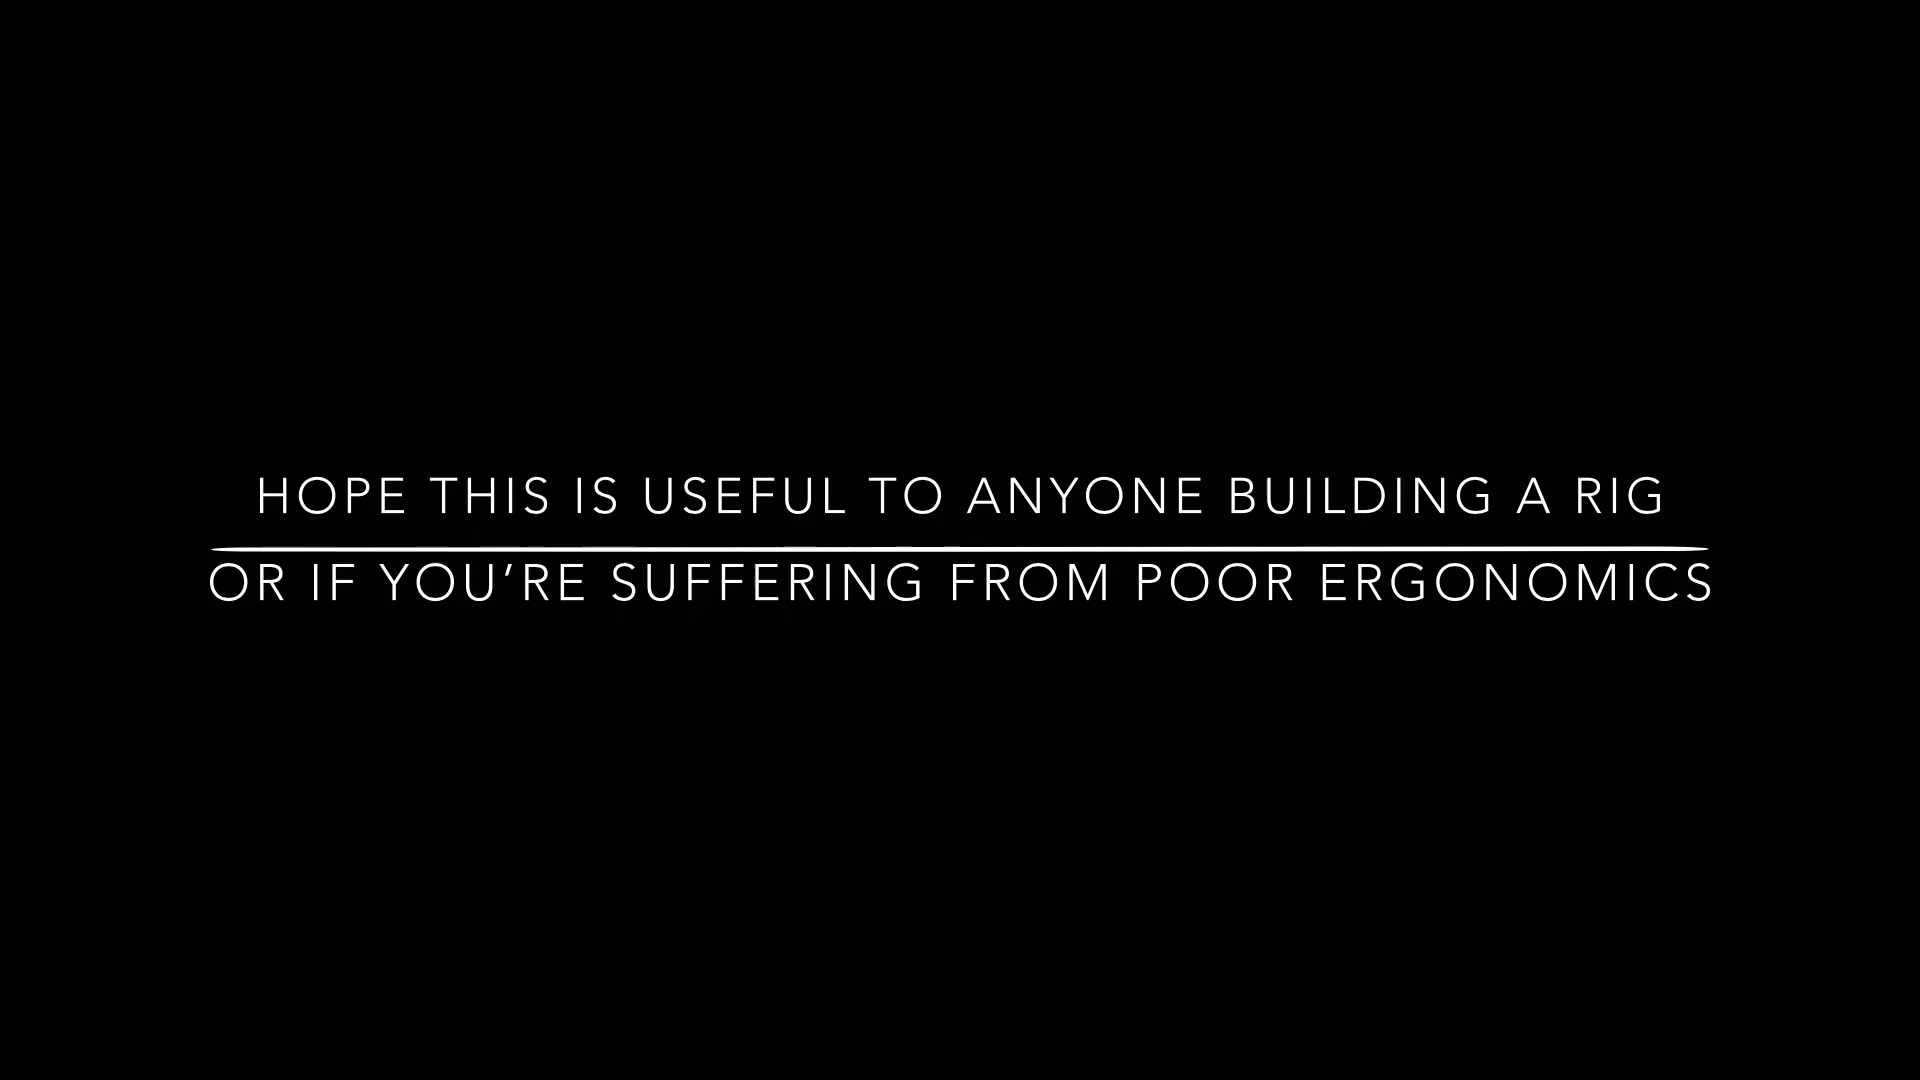 HOPE THIS IS USEFUL TO ANYONE BUILDING A RIG
OR IF YOU’RE SUFFERING FROM POOR ERGONOMICS